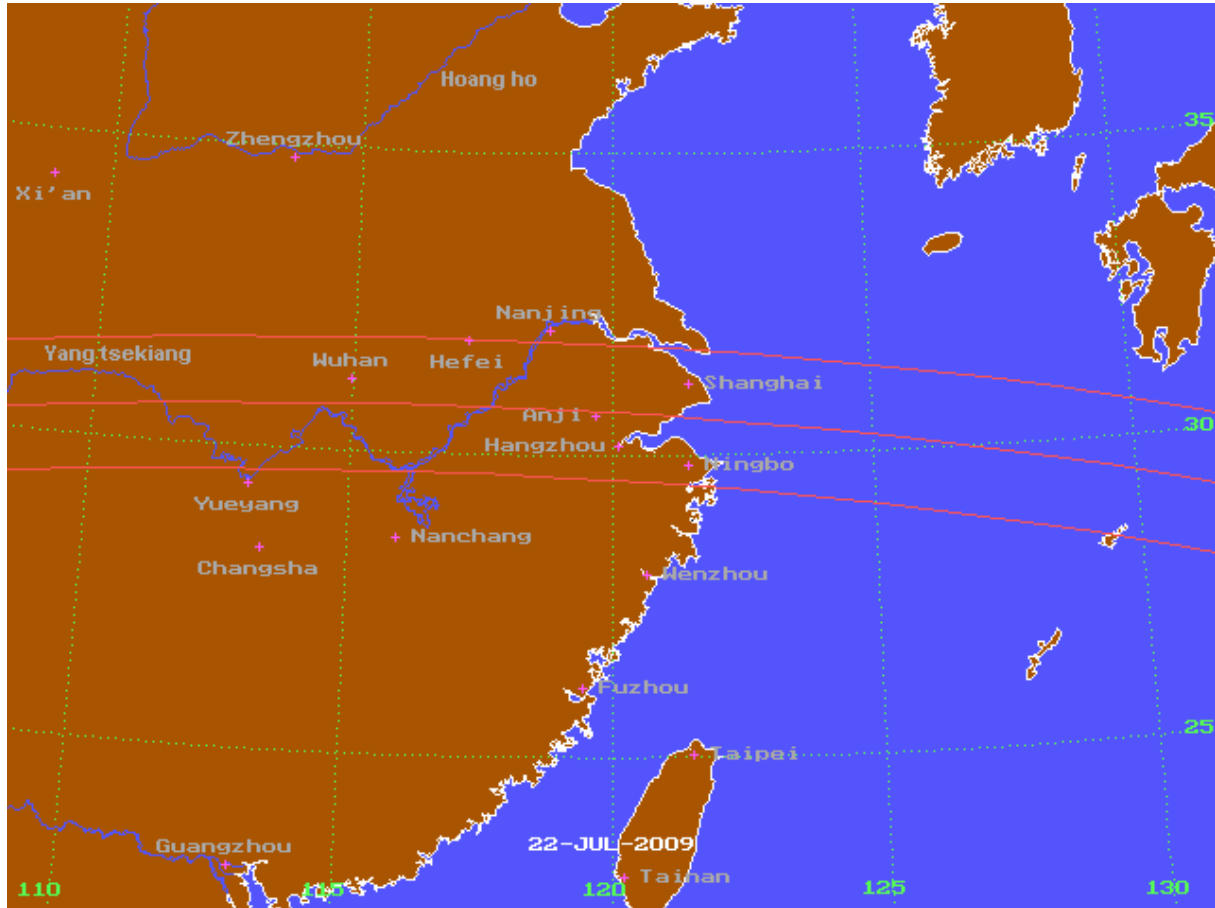 Hoang ho
35
Zhengzhou
Xi'an
Nanjing
Yangtsekiang
Wuhan
Hefei
Shanghai
Anji
30
Hangzhou
Ningbo
Yueyang
Nanchang
Changsha
Wenzhou
Fuzhou
25
Taipei
22-JUL-2009
Guangzhou
Tainan
110
115
120
125
130